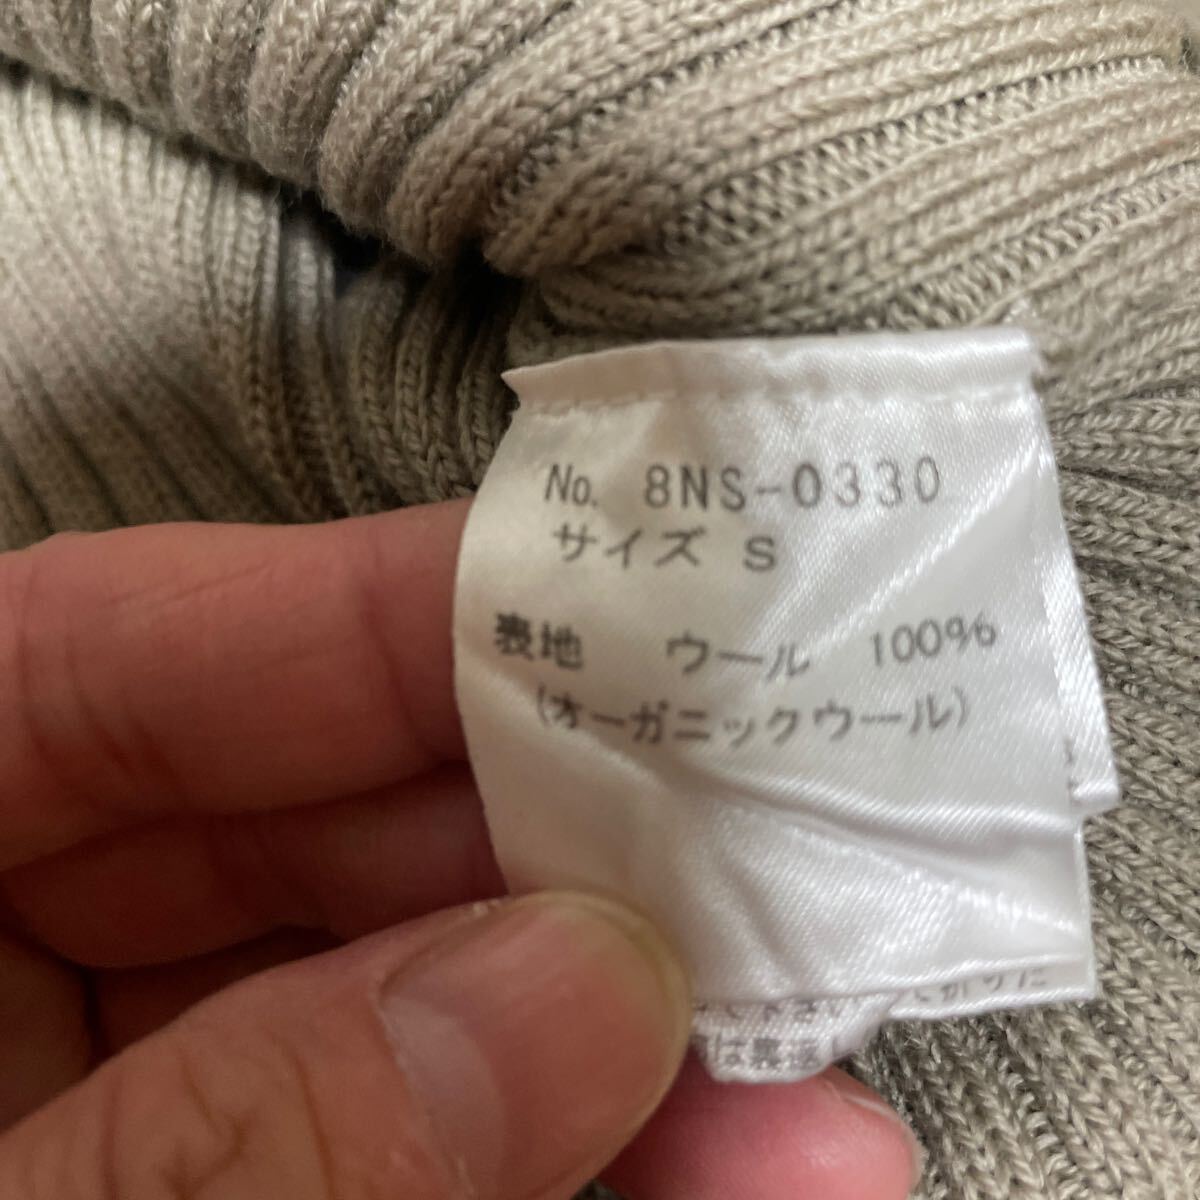 No. 8NS-0330
サイズ S
表地 ウール 100%
(オーガニックウール)